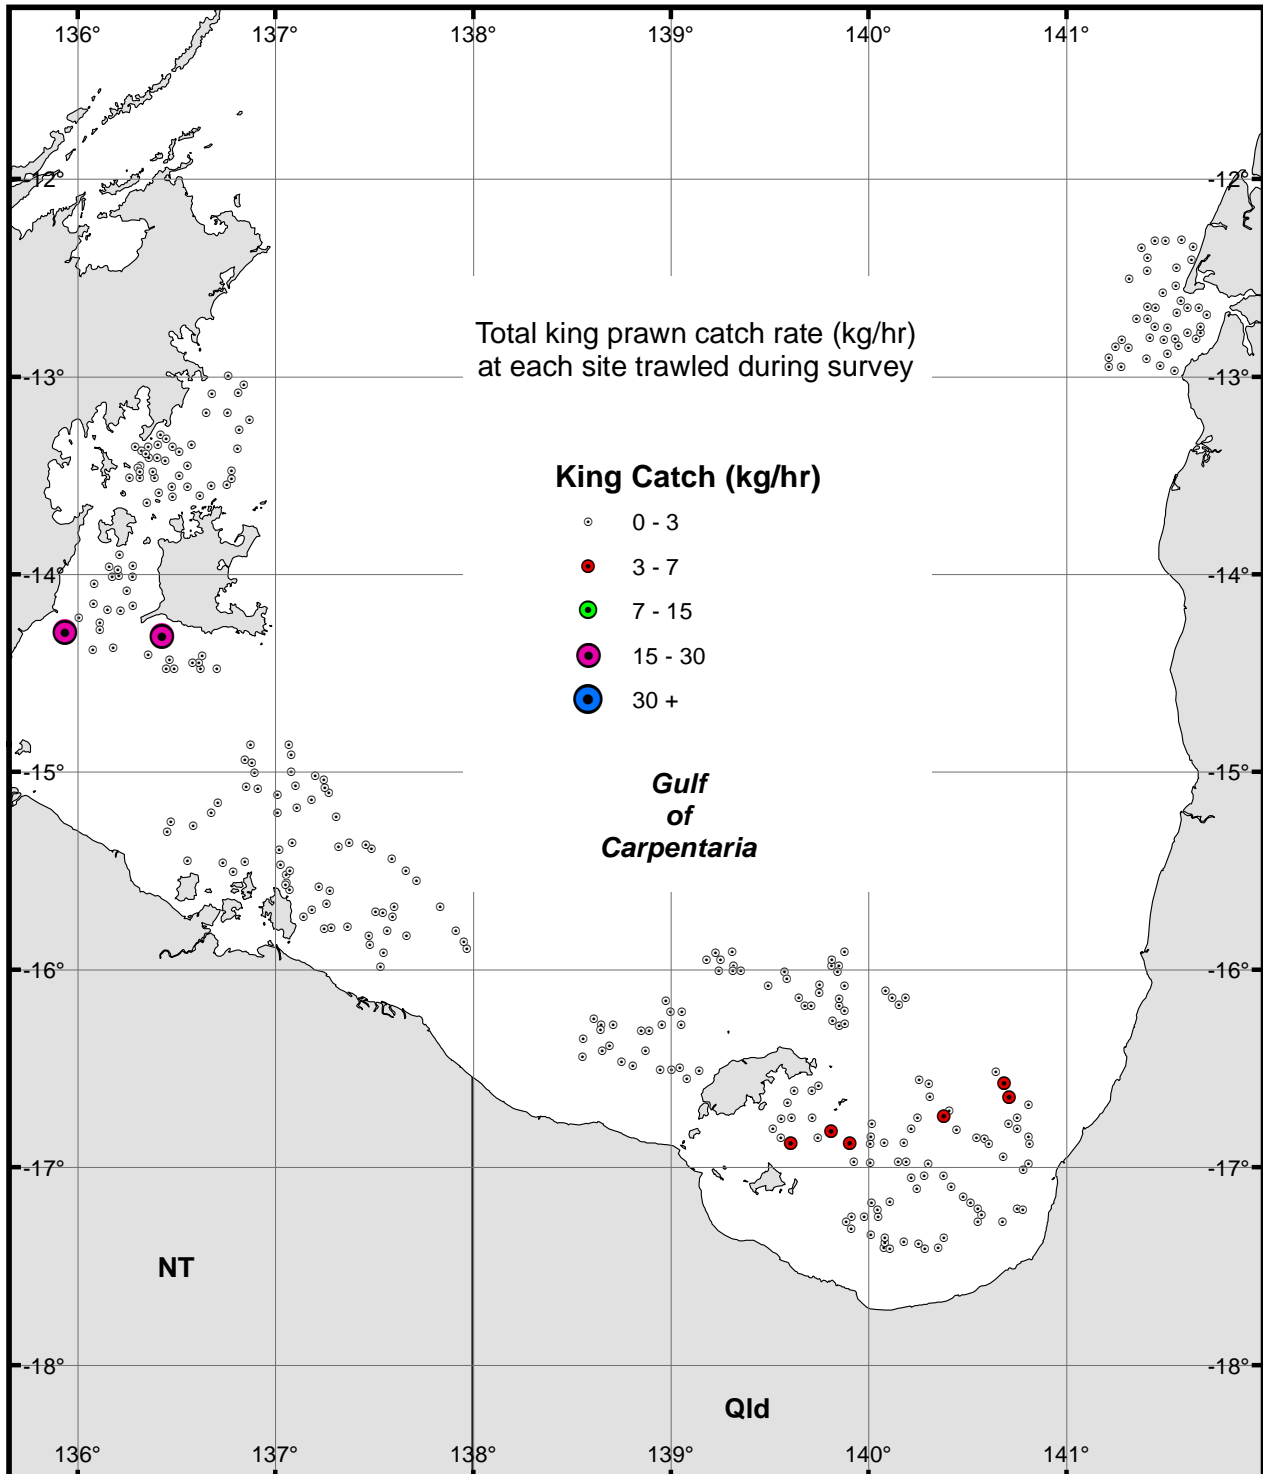 136° 137° 138° 139° 140° 141°
-12° -12°
Total king prawn catch rate (kg/hr)
at each site trawled during survey
-13° -13°
King Catch (kg/hr)
0 - 3
3 - 7
-14° -14°
7 - 15
15 - 30
30 +
-15° -15°
Gulf
of
Carpentaria
-16° -16°
-17° -17°
NT
-18° -18°
Qld
136° 137° 138° 139° 140° 141°